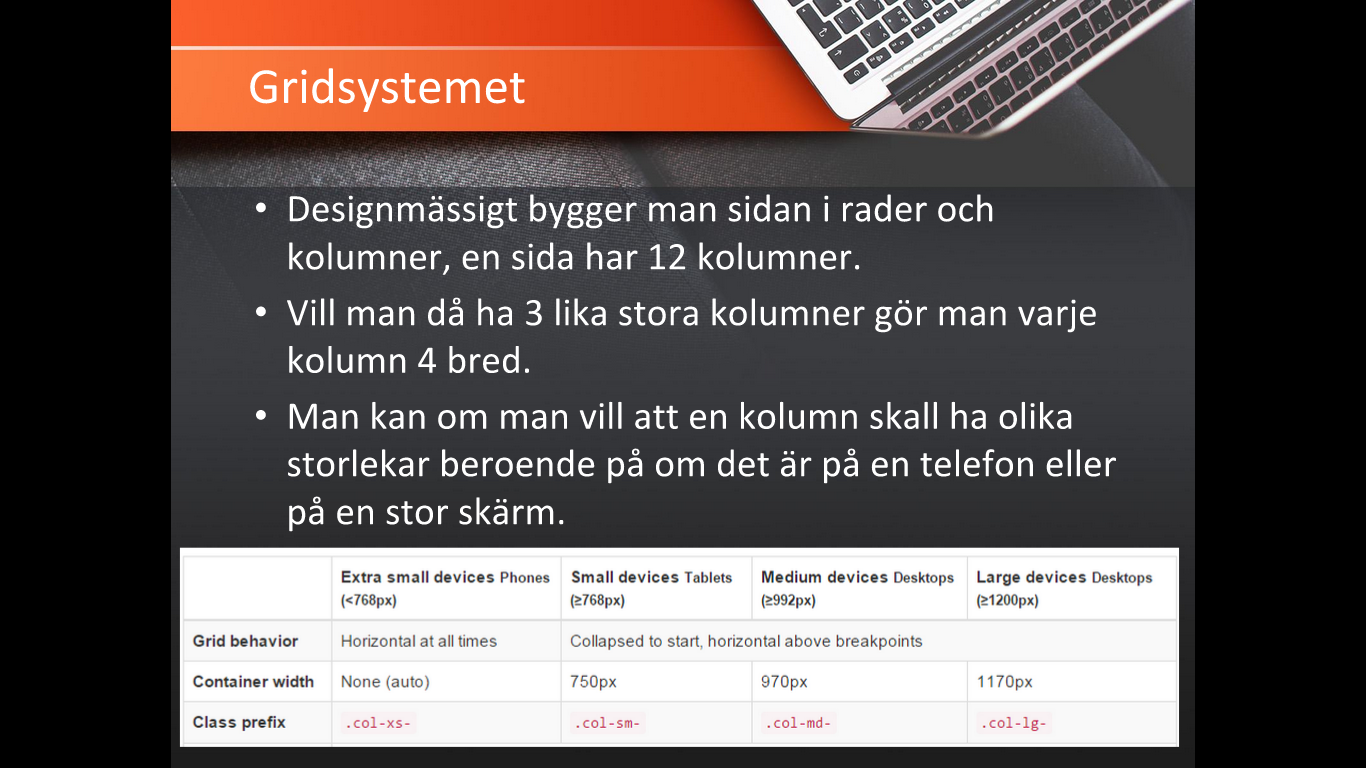 Gridsystemet
• Designmässigt bygger man sidan i rader och
kolumner, en sida har 12 kolumner.
• Vill man då ha 3 lika stora kolumner gör man varje
kolumn 4 bred.
• Man kan om man vill att en kolumn skall ha olika
storlekar beroende på om det är på en telefon eller
på en stor skärm.
Extra small devices Phones Small devices Tablets Medium devices Desktops Large devices Desktops
(<768px) (≥768px) (≥992px) (≥1200px)
Grid behavior Horizontal at all times Collapsed to start, horizontal above breakpoints
Container width None (auto) 750px 970px 1170px
Class prefix .col-xs- .col-sm- .col-md- .col-lg-